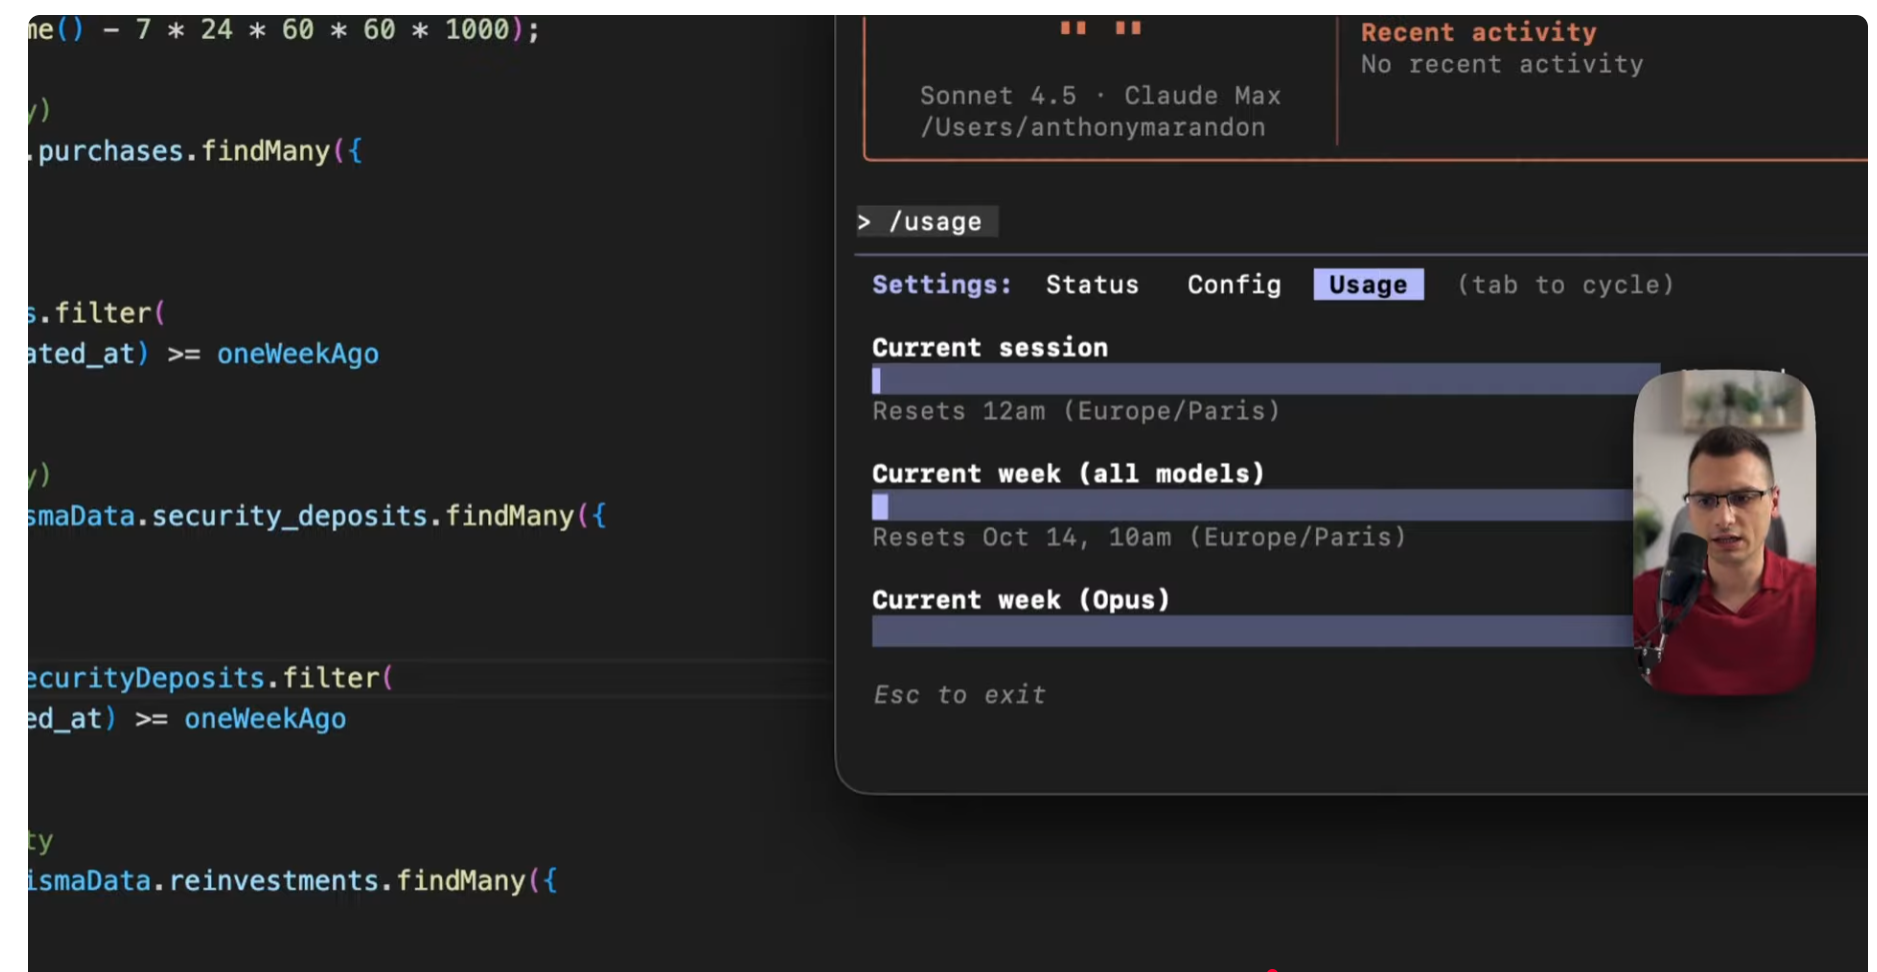 me() - 7 * 24 * 60 * 60 * 1000);
y)
.purchases.findMany({
s.filter(
ated_at) >= oneWeekAgo
y)
smaData.security_deposits.findMany({
ecurityDeposits.filter(
ed_at) >= oneWeekAgo
ty
ismaData.reinvestments.findMany({
Sonnet 4.5 · Claude Max
/Users/anthonymarandon
Recent activity
No recent activity
> /usage
Settings: Status Config Usage (tab to cycle)
Current session
Resets 12am (Europe/Paris)
Current week (all models)
Resets Oct 14, 10am (Europe/Paris)
Current week (Opus)
Esc to exit